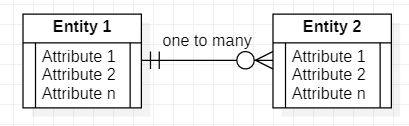 Entity 1
Attribute 1
Attribute 2
Attribute n
one to many
Entity 2
Attribute 1
Attribute 2
Attribute n